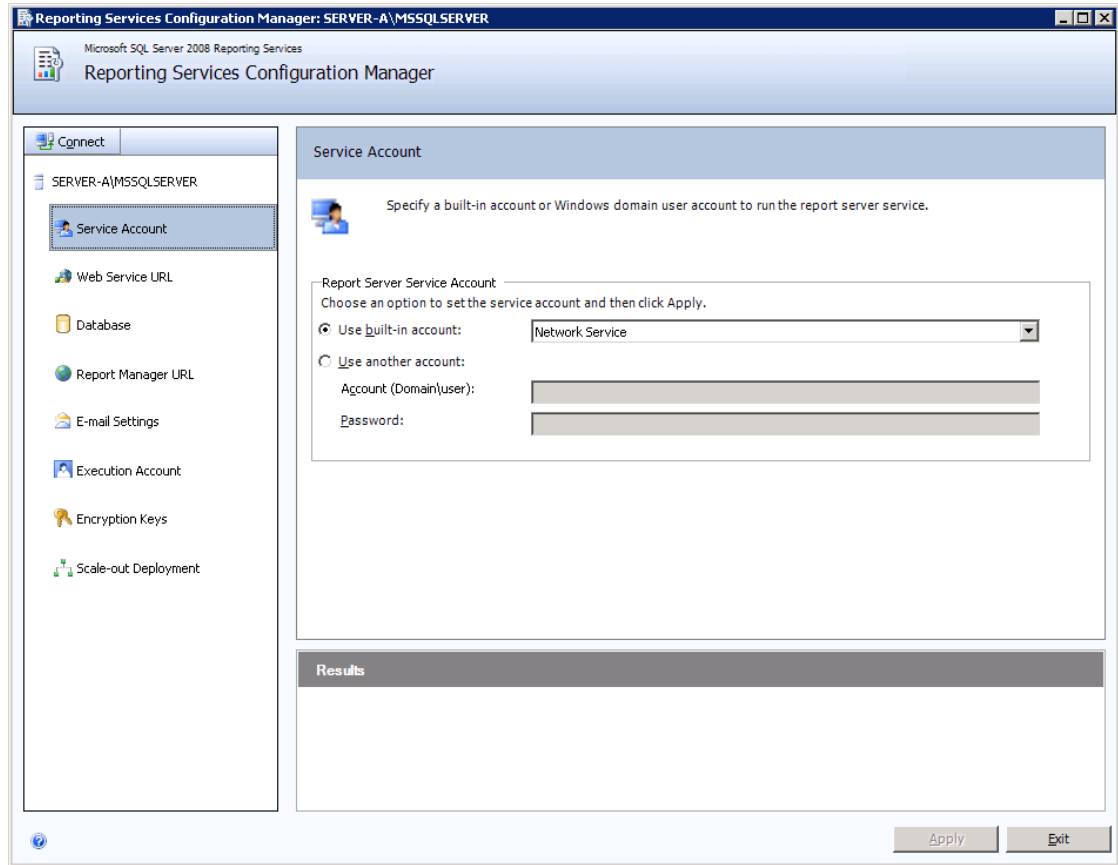 Reporting Services Configuration Manager: SERVER-A\MSSQLSERVER
Microsoft SQL Server 2008 Reporting Services
Reporting Services Configuration Manager
Connect
SERVER-A\MSSQLSERVER
Service Account
Web Service URL
Database
Report Manager URL
E-mail Settings
Execution Account
Encryption Keys
Scale-out Deployment
Service Account
Specify a built-in account or Windows domain user account to run the report server service.
Report Server Service Account
Choose an option to set the service account and then click Apply.
Use built-in account:
Network Service
Use another account:
Account (Domain\user):
Password:
Results
Apply
Exit